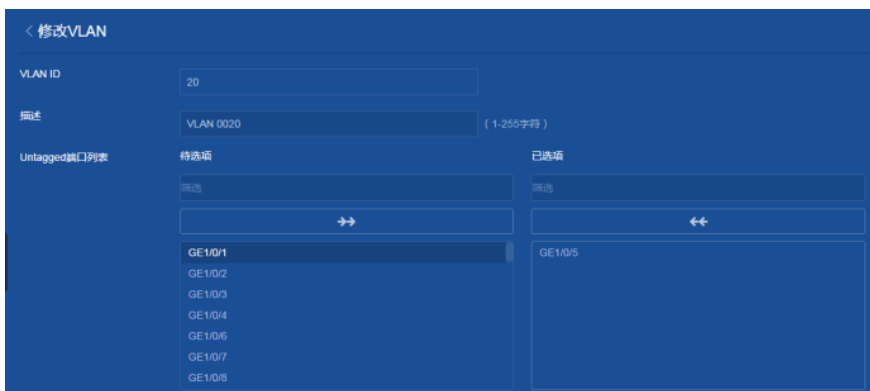 < 修改VLAN
VLAN ID
20
描述
VLAN 0020
(1-255字符)
Untagged端口列表
待选项
已选项
筛选
筛选
GE1/0/1
GE1/0/2
GE1/0/3
GE1/0/4
GE1/0/6
GE1/0/7
GE1/0/8
GE1/0/5